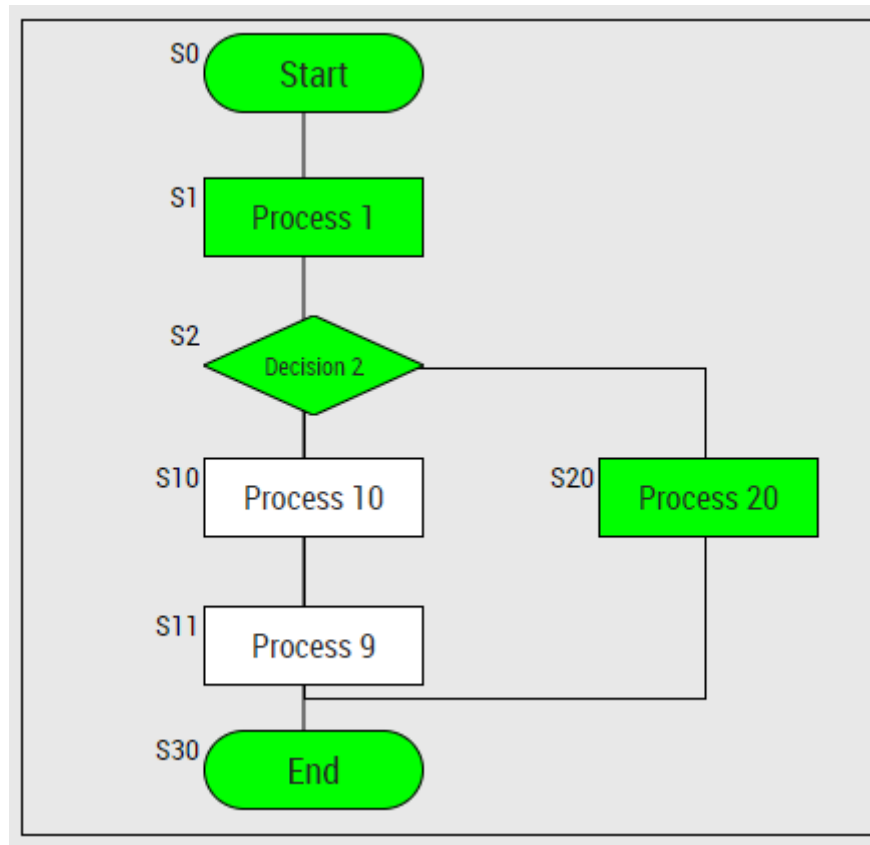 S0
Start
S1
Process 1
S2
Decision 2
S10
Process 10
S20
Process 20
S11
Process 9
S30
End